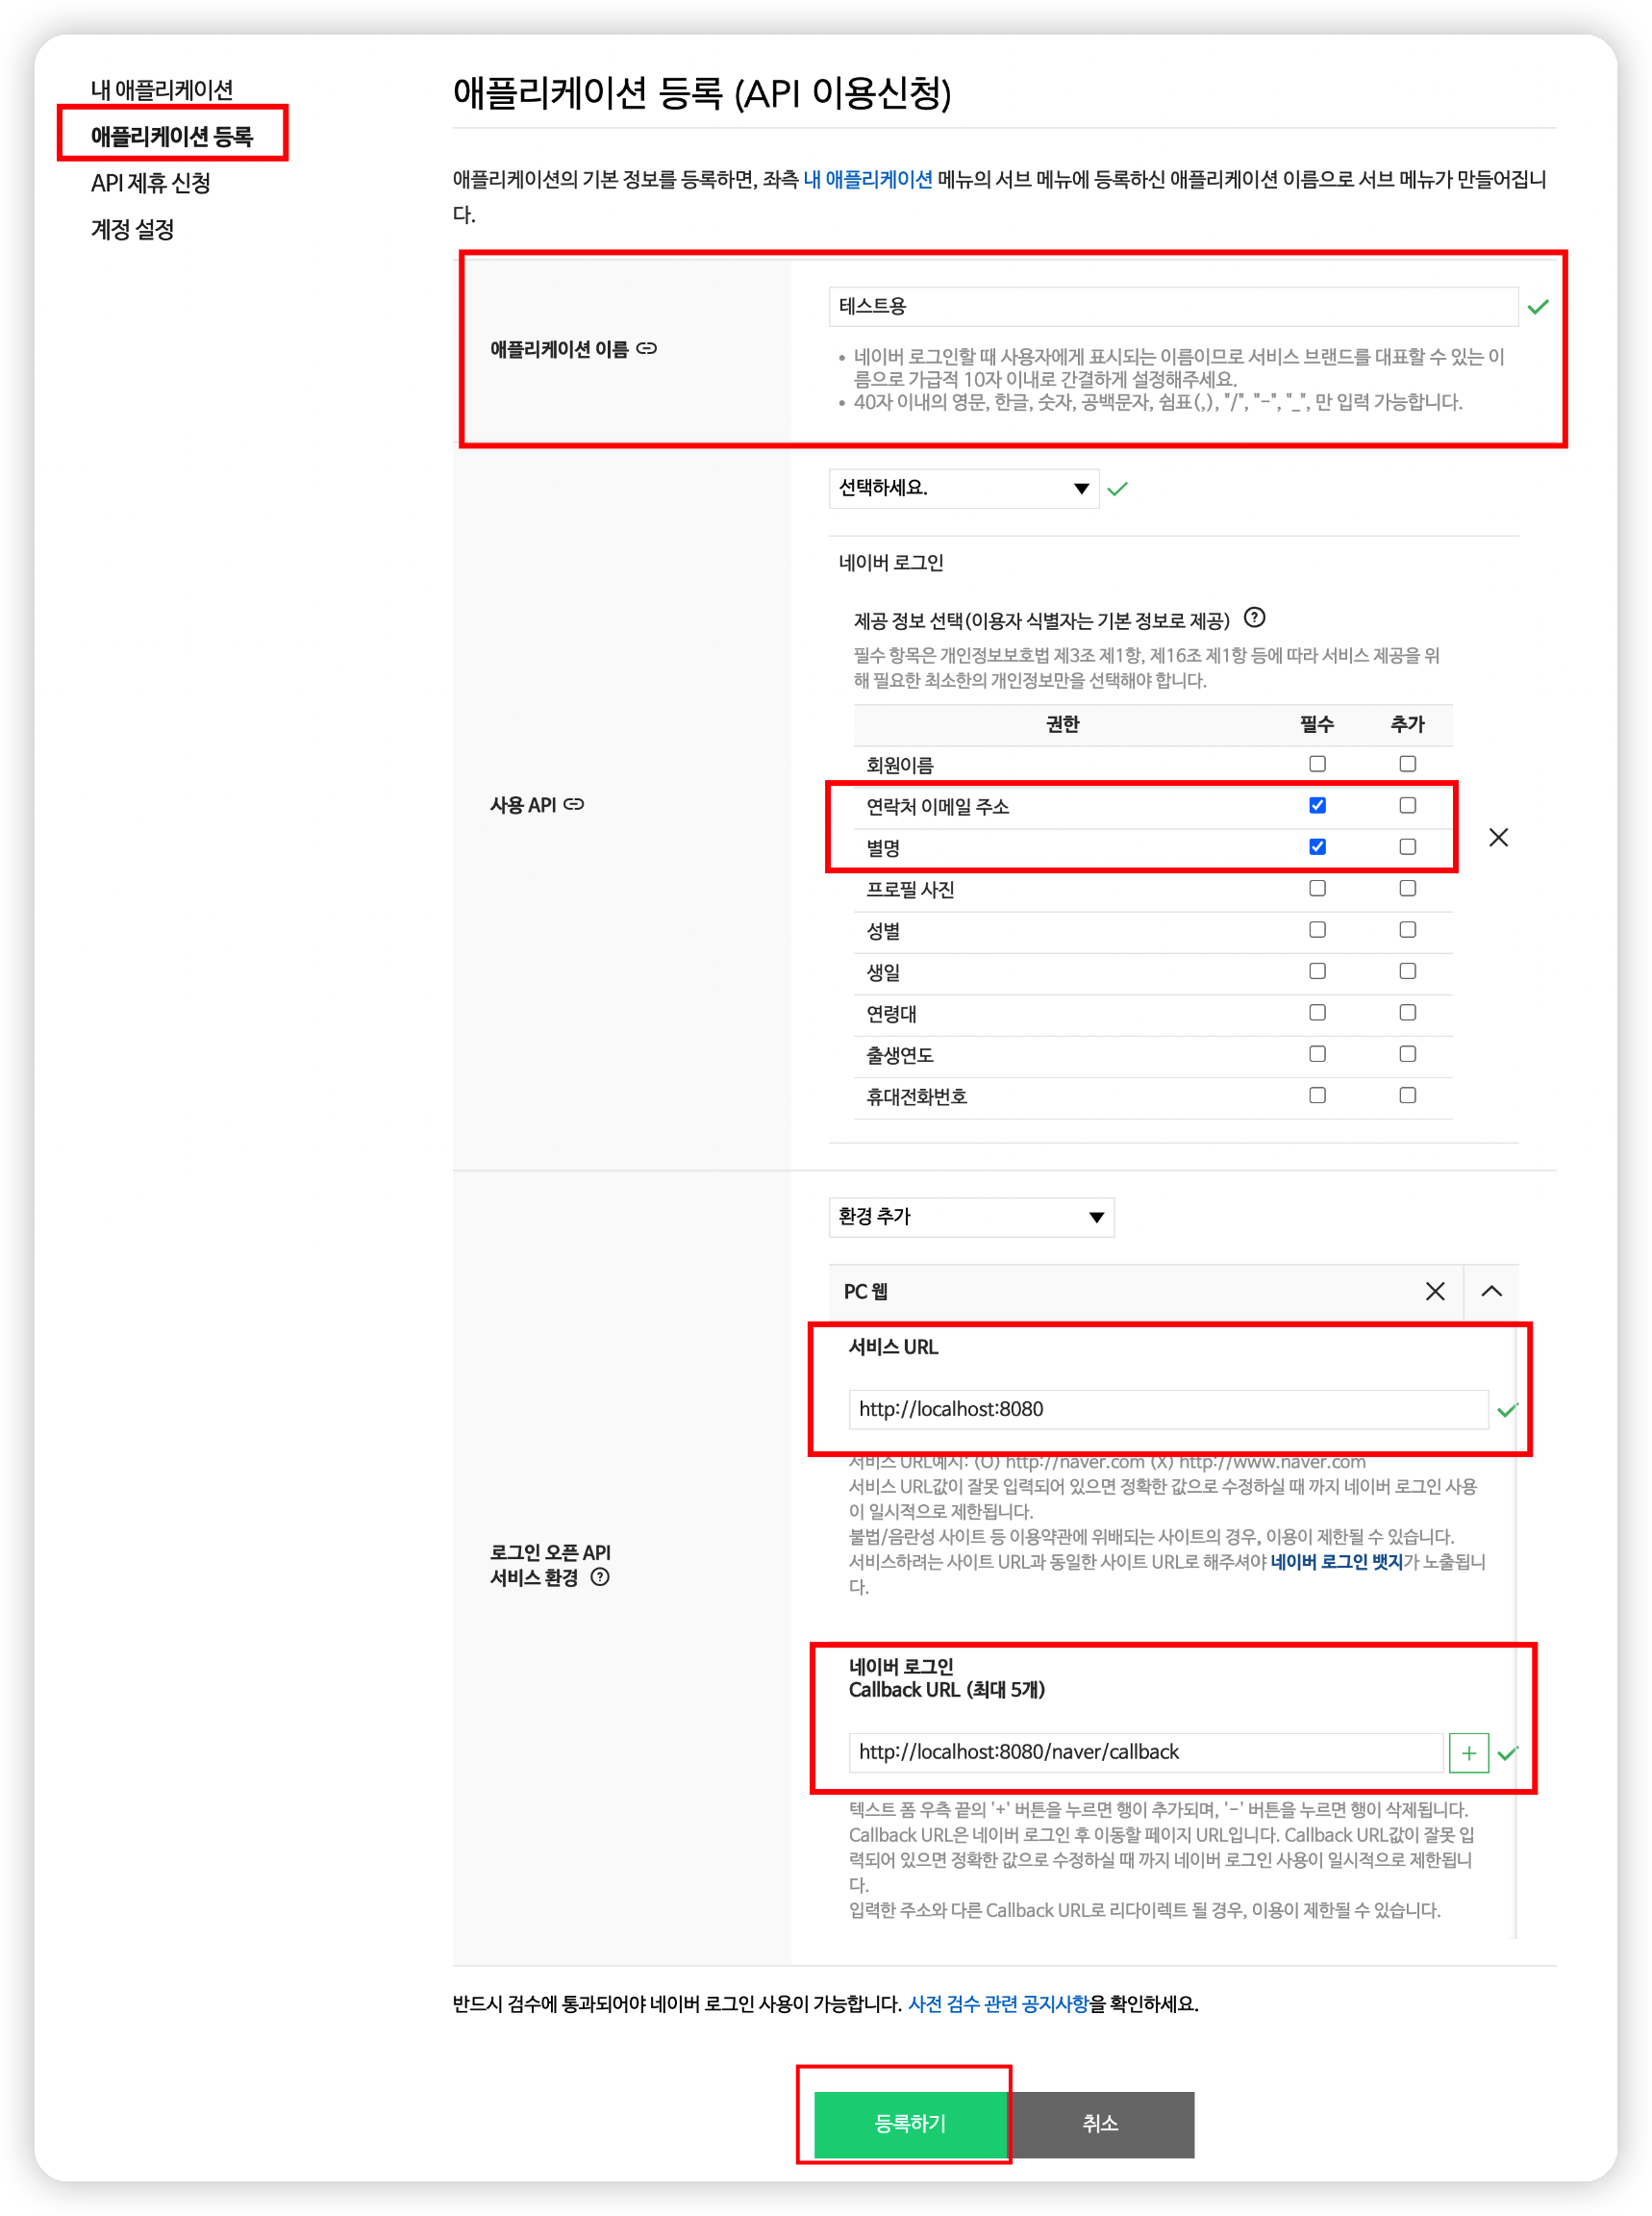 내 애플리케이션
애플리케이션 등록
API 제휴 신청
계정 설정
애플리케이션 등록 (API 이용신청)
애플리케이션의 기본 정보를 등록하면, 좌측 내 애플리케이션 메뉴의 서브 메뉴에 등록하신 애플리케이션 이름으로 서브 메뉴가 만들어집니
다.
애플리케이션 이름
테스트용
• 네이버 로그인할 때 사용자에게 표시되는 이름이므로 서비스 브랜드를 대표할 수 있는 이
름으로 가급적 10자 이내로 간결하게 설정해주세요.
• 40자 이내의 영문, 한글, 숫자, 공백문자, 쉼표(,), "/", "-", "_", 만 입력 가능합니다.
사용 API
선택하세요.
네이버 로그인
제공 정보 선택(이용자 식별자는 기본 정보로 제공)
필수 항목은 개인정보보호법 제3조 제1항, 제16조 제1항 등에 따라 서비스 제공을 위
해 필요한 최소한의 개인정보만을 선택해야 합니다.
권한 필수 추가
회원이름
연락처 이메일 주소
별명
프로필 사진
성별
생일
연령대
출생연도
휴대전화번호
로그인 오픈 API
서비스 환경
환경 추가
PC 웹
서비스 URL
http://localhost:8080
서비스 URL예시: (O) http://naver.com (X) http://www.naver.com
서비스 URL값이 잘못 입력되어 있으면 정확한 값으로 수정하실 때 까지 네이버 로그인 사용
이 일시적으로 제한됩니다.
불법/음란성 사이트 등 이용약관에 위배되는 사이트의 경우, 이용이 제한될 수 있습니다.
서비스하려는 사이트 URL과 동일한 사이트 URL로 해주셔야 네이버 로그인 뱃지가 노출됩니
다.
네이버 로그인
Callback URL (최대 5개)
http://localhost:8080/naver/callback
텍스트 폼 우측 끝의 '+' 버튼을 누르면 행이 추가되며, '-' 버튼을 누르면 행이 삭제됩니다.
Callback URL은 네이버 로그인 후 이동할 페이지 URL입니다. Callback URL값이 잘못 입
력되어 있으면 정확한 값으로 수정하실 때 까지 네이버 로그인 사용이 일시적으로 제한됩니
다.
입력한 주소와 다른 Callback URL로 리다이렉트 될 경우, 이용이 제한될 수 있습니다.
반드시 검수에 통과되어야 네이버 로그인 사용이 가능합니다. 사전 검수 관련 공지사항을 확인하세요.
등록하기 취소